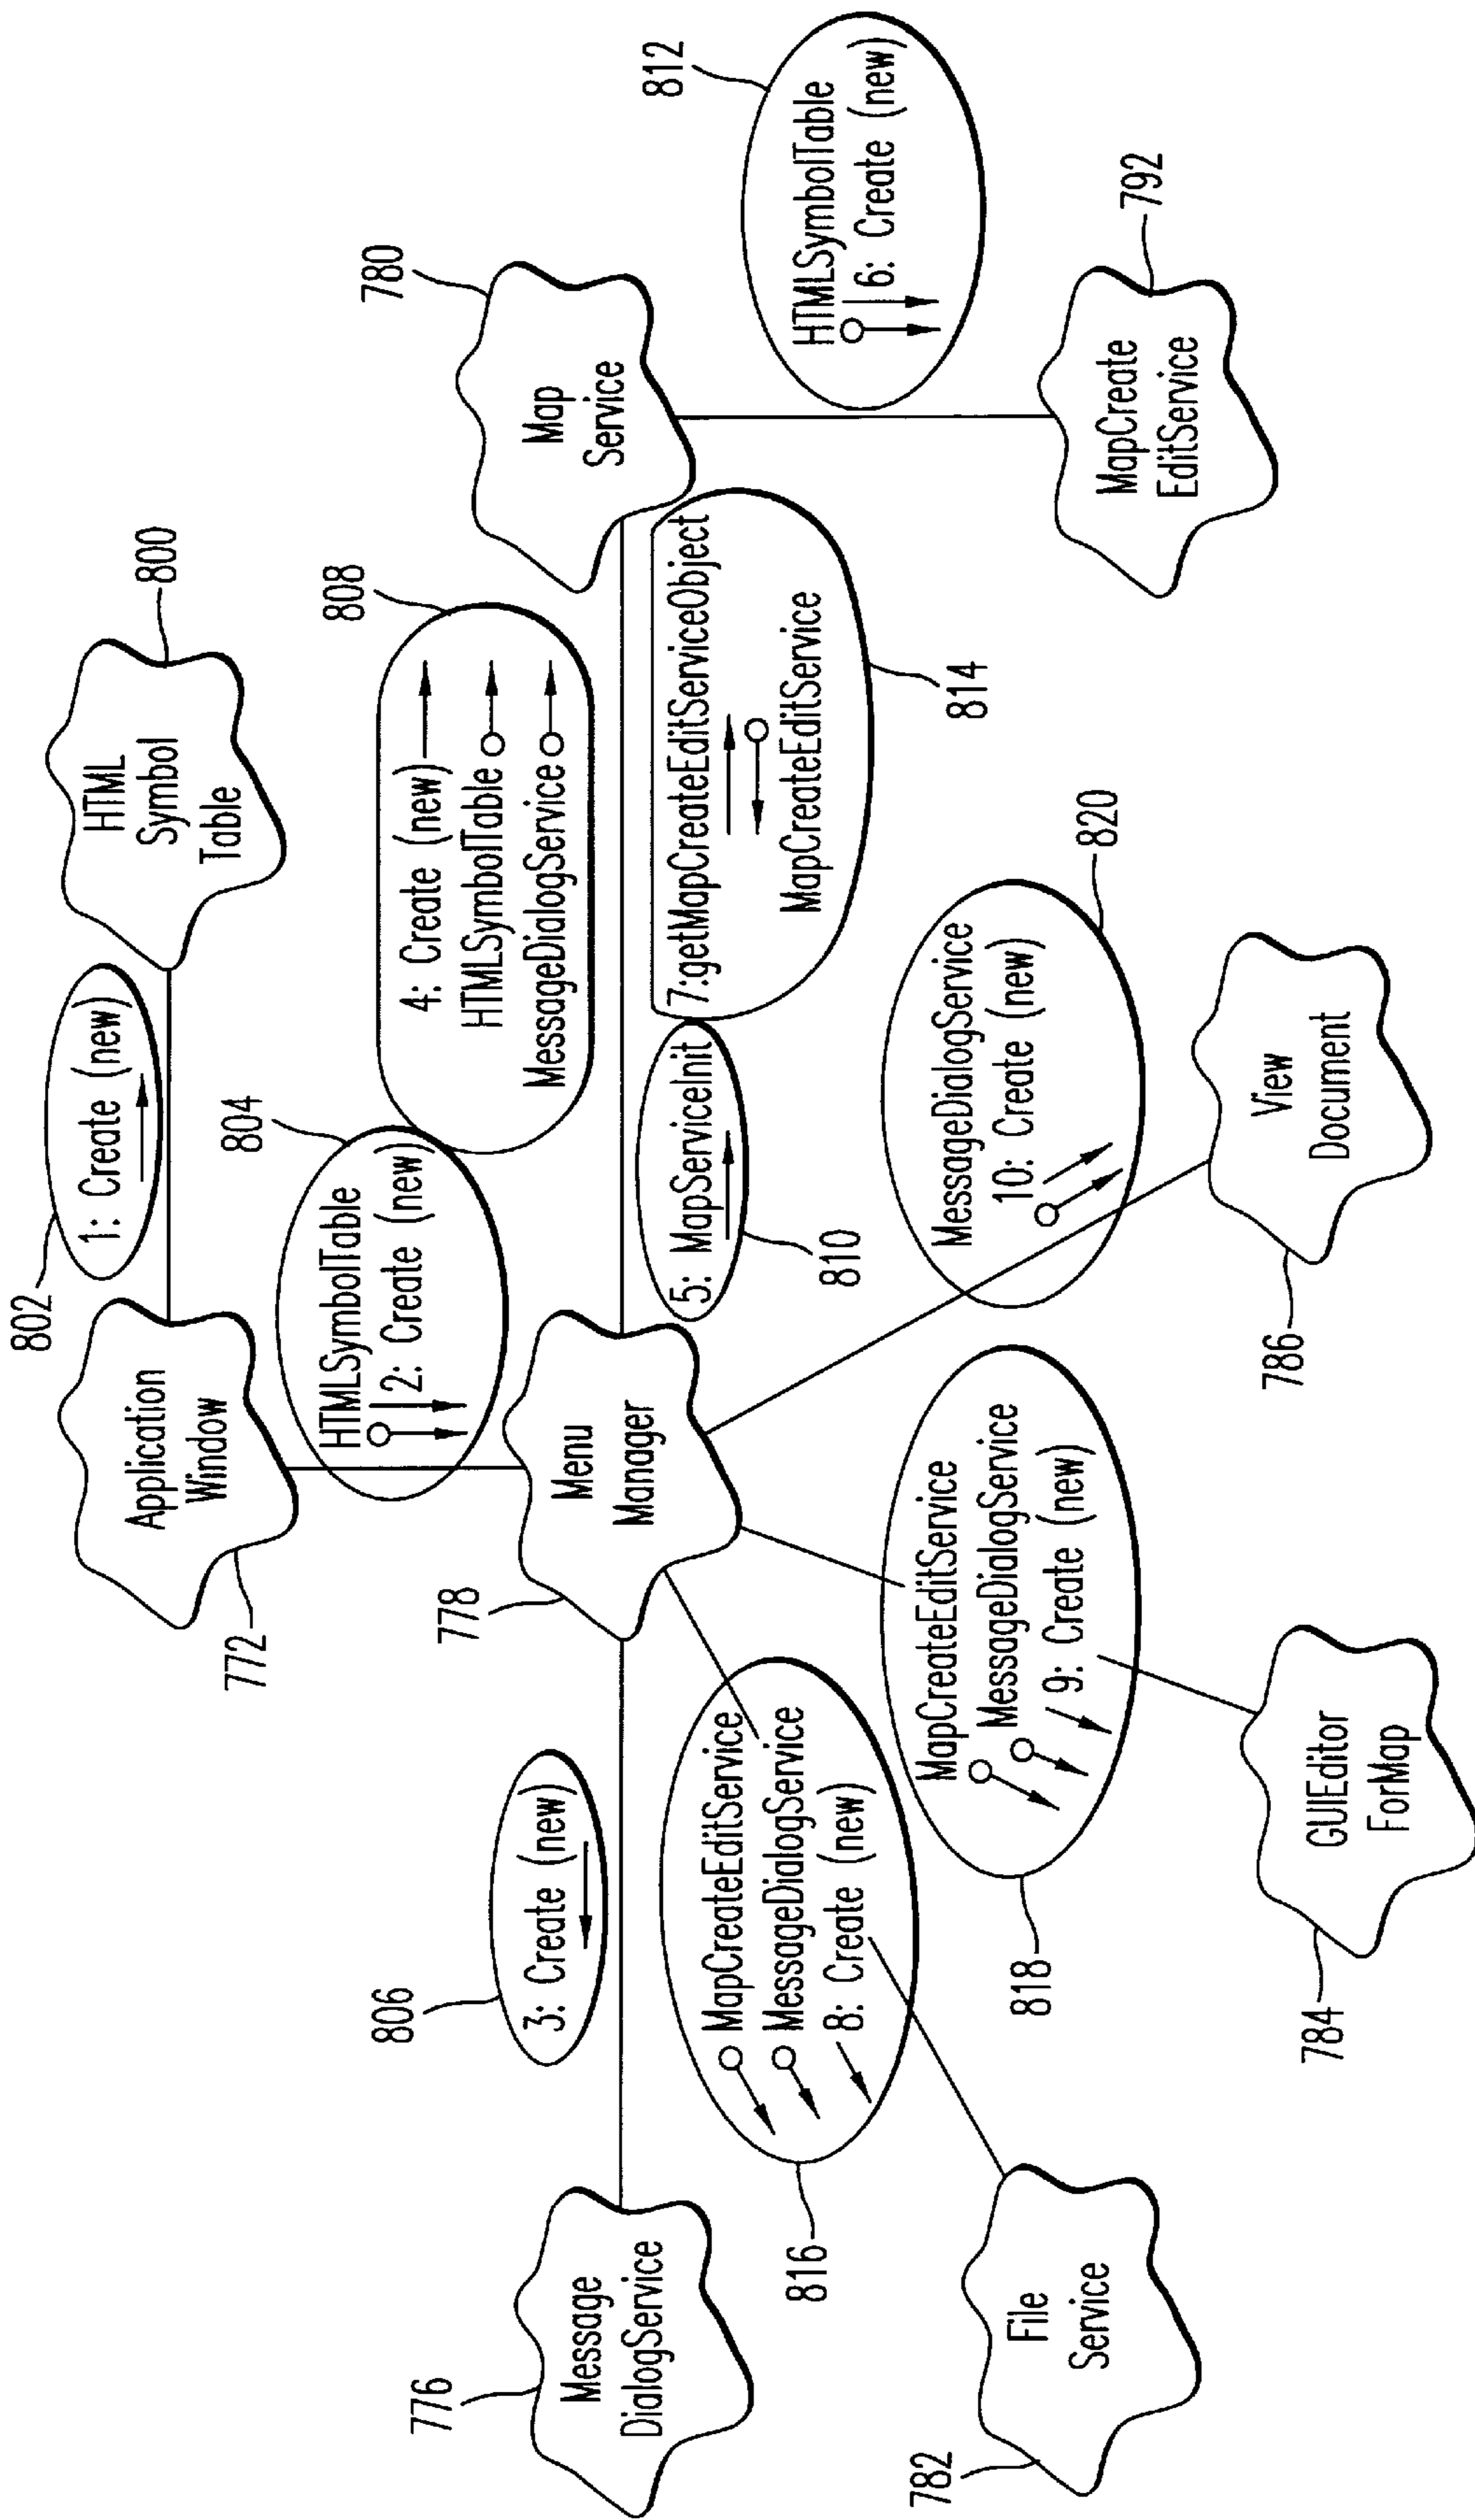 802
1: Create (new)
800
HTML
Symbol
Table
Application
Window
772
804
HTMLSymbolTable
2: Create (new)
808
4: Create (new)
HTMLSymbolTable
MessageDialogService
780
Map
Service
812
HTMLSymbolTable
6: Create (new)
776
Message
DialogService
806
3: Create (new)
778
Menu
Manager
5: MapServiceInit
810
7:getMapCreateEditServiceObject
MapCreateEditService
814
792
MapCreate
EditService
MapCreateEditService
MessageDialogService
8: Create (new)
816
MapCreateEditService
MessageDialogService
9: Create (new)
818
MessageDialogService
10: Create (new)
820
782
File
Service
784
GUIEditor
ForMap
786
View
Document